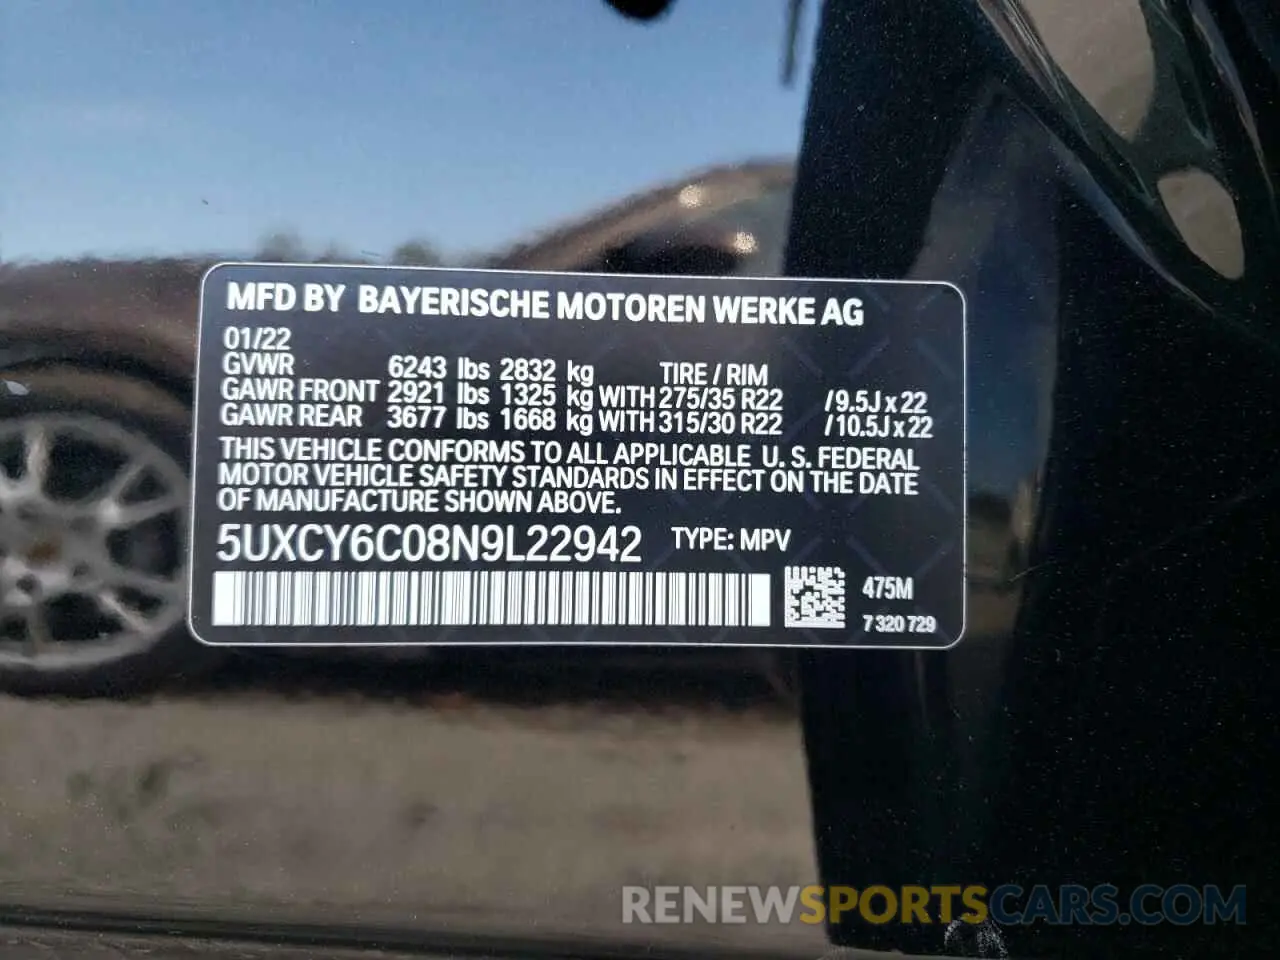 MFD BY BAYERISCHE MOTOREN WERKE AG
01/22
GVWR 6243 lbs 2832 kg TIRE / RIM
GAWR FRONT 2921 lbs 1325 kg WITH 275/35 R22 /9.5J x 22
GAWR REAR 3677 lbs 1668 kg WITH 315/30 R22 /10.5J x 22
THIS VEHICLE CONFORMS TO ALL APPLICABLE U. S. FEDERAL
MOTOR VEHICLE SAFETY STANDARDS IN EFFECT ON THE DATE
OF MANUFACTURE SHOWN ABOVE.
5UXCY6C08N9L22942 TYPE: MPV
475M
7 320 729
RENEWSPORTSCARS.COM